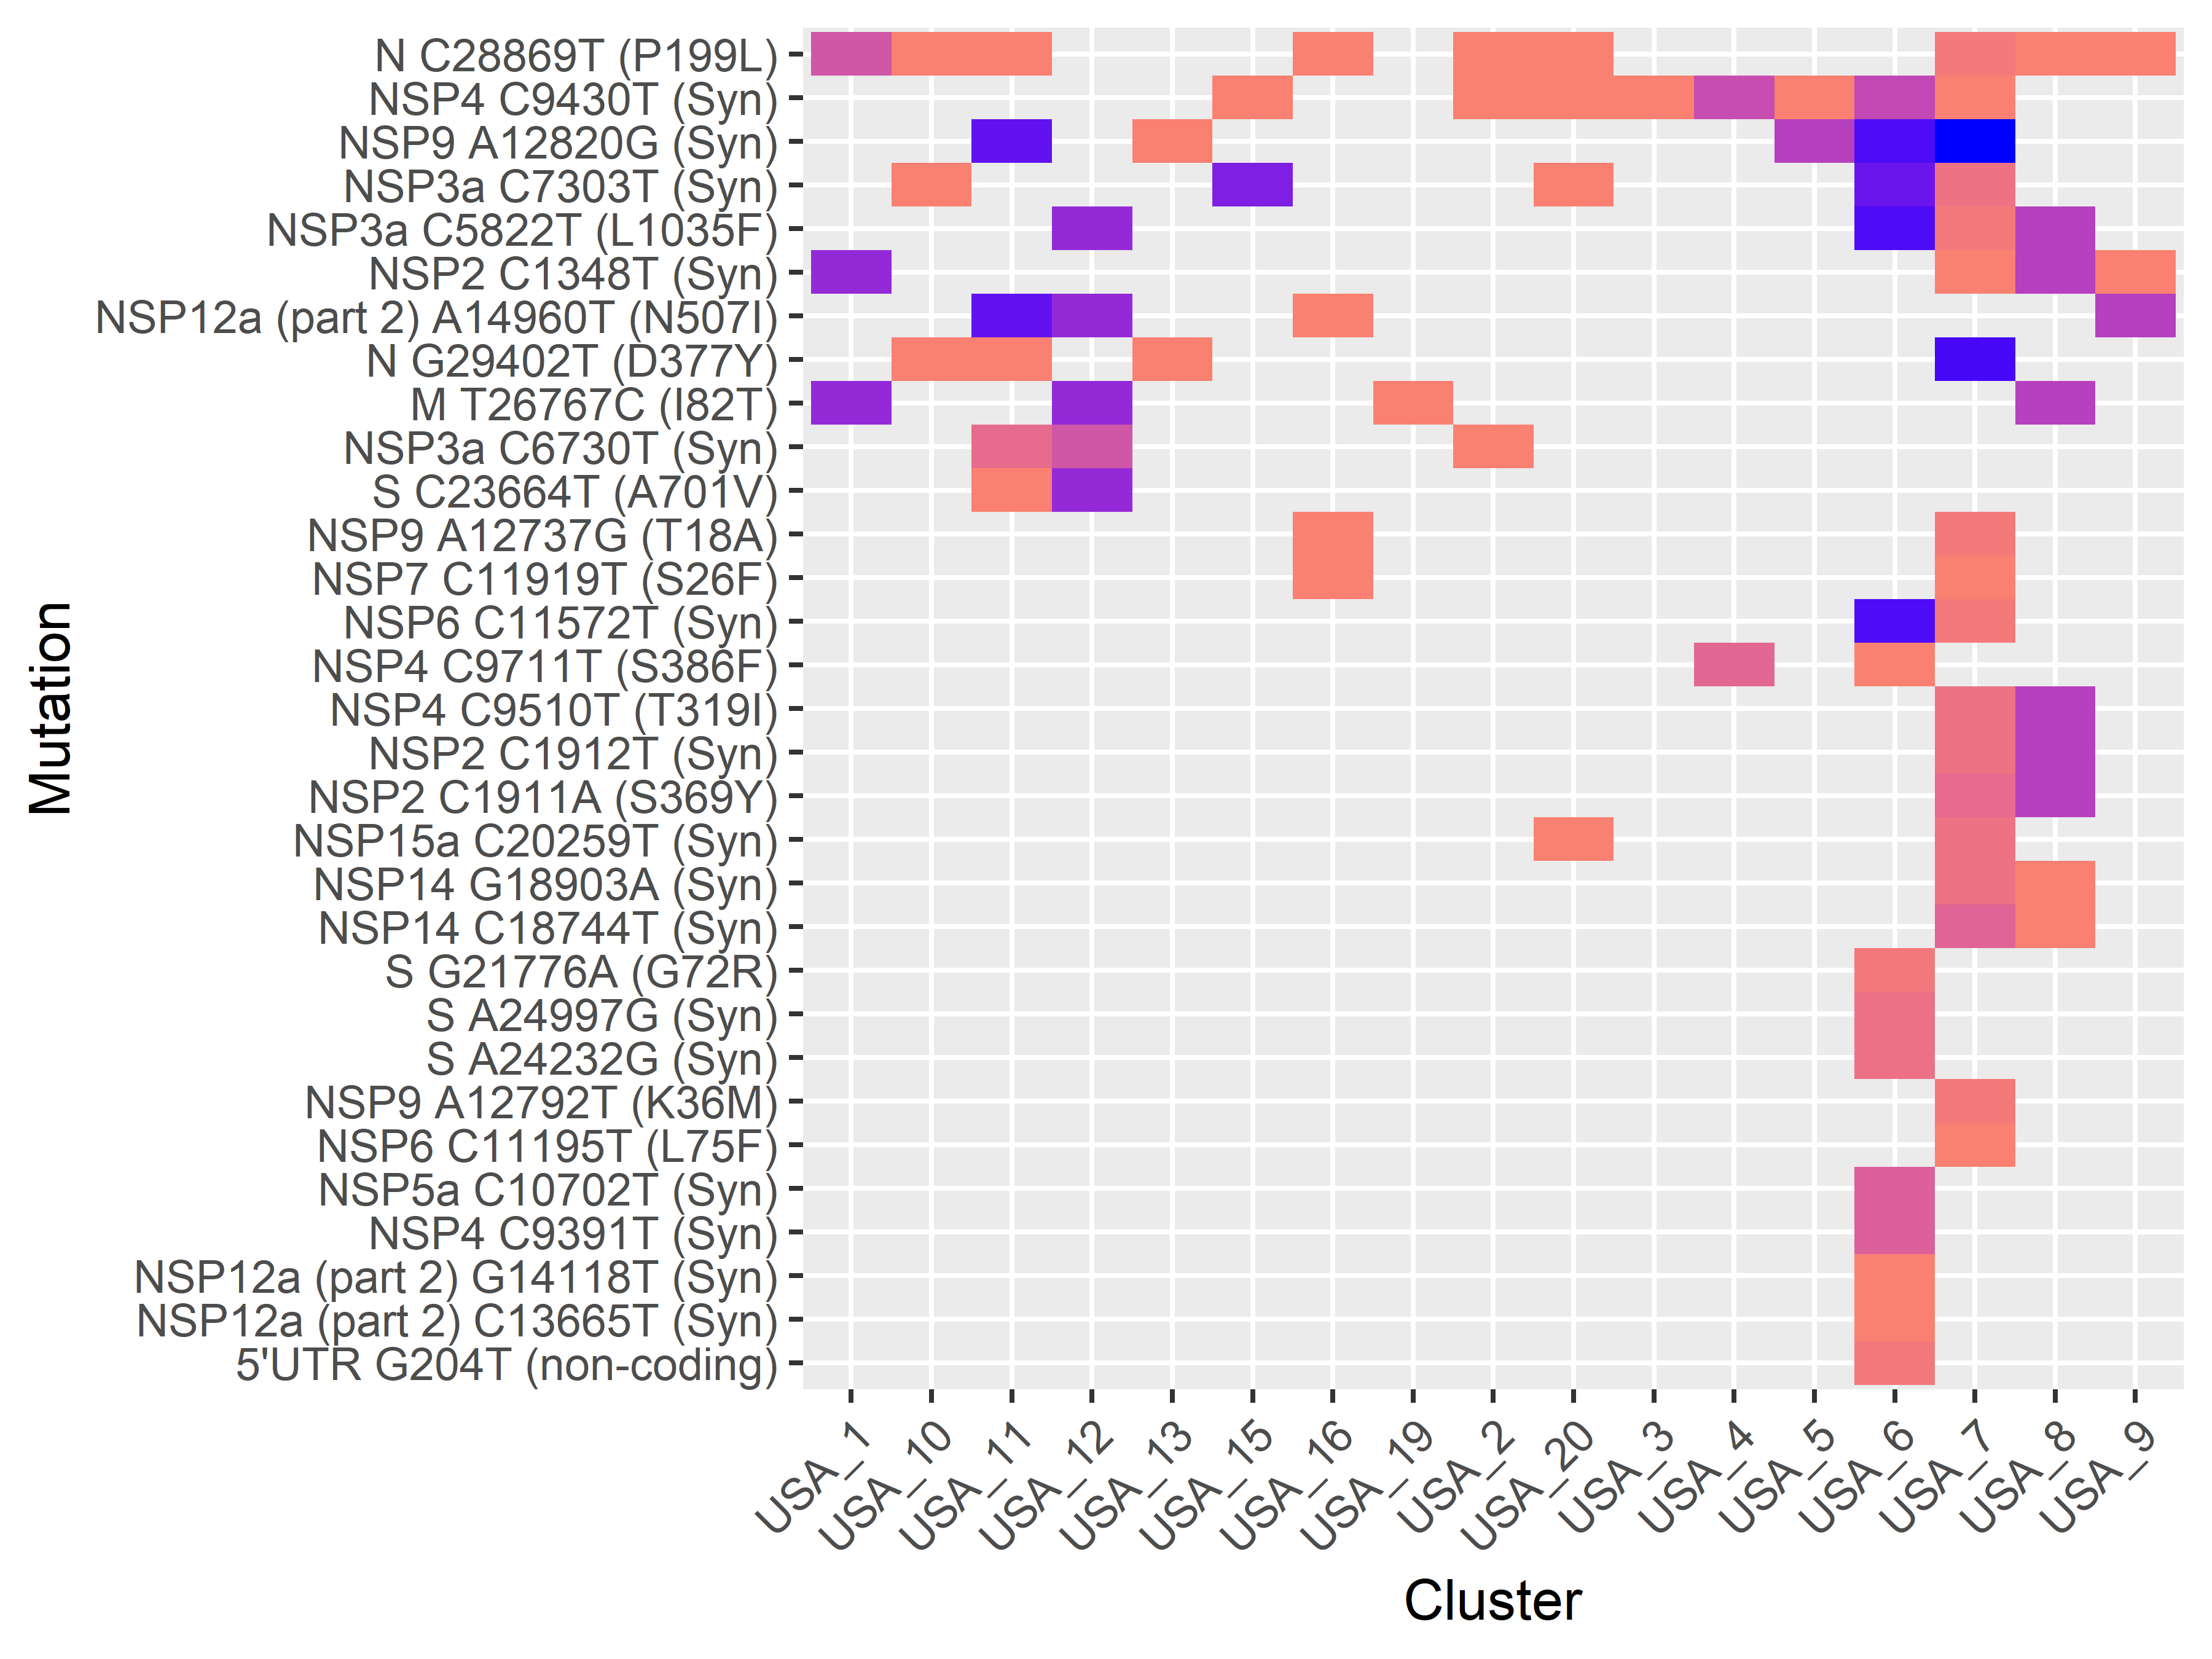 N C28869T (P199L)
NSP4 C9430T (Syn)
NSP9 A12820G (Syn)
NSP3a C7303T (Syn)
NSP3a C5822T (L1035F)
NSP2 C1348T (Syn)
NSP12a (part 2) A14960T (N507I)
N G29402T (D377Y)
M T26767C (I82T)
NSP3a C6730T (Syn)
S C23664T (A701V)
NSP9 A12737G (T18A)
NSP7 C11919T (S26F)
NSP6 C11572T (Syn)
NSP4 C9711T (S386F)
NSP4 C9510T (T319I)
NSP2 C1912T (Syn)
NSP2 C1911A (S369Y)
NSP15a C20259T (Syn)
NSP14 G18903A (Syn)
NSP14 C18744T (Syn)
S G21776A (G72R)
S A24997G (Syn)
S A24232G (Syn)
NSP9 A12792T (K36M)
NSP6 C11195T (L75F)
NSP5a C10702T (Syn)
NSP4 C9391T (Syn)
NSP12a (part 2) G14118T (Syn)
NSP12a (part 2) C13665T (Syn)
5'UTR G204T (non-coding)
Mutation
USA_1
USA_10
USA_11
USA_12
USA_13
USA_15
USA_16
USA_19
USA_2
USA_20
USA_3
USA_4
USA_5
USA_6
USA_7
USA_8
USA_9
Cluster